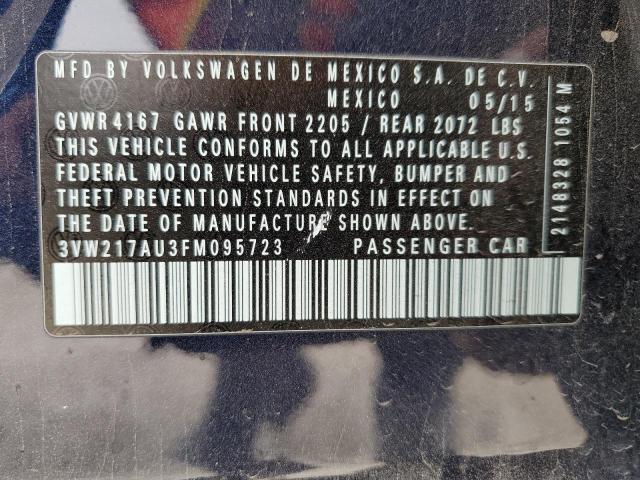 MFD BY VOLKSWAGEN DE MEXICO S.A. DE C.V.
MEXICO 05/15
GVWR 4167 GAWR FRONT 2205 / REAR 2072 LBS
THIS VEHICLE CONFORMS TO ALL APPLICABLE U.S.
FEDERAL MOTOR VEHICLE SAFETY, BUMPER AND
THEFT PREVENTION STANDARDS IN EFFECT ON
THE DATE OF MANUFACTURE SHOWN ABOVE.
3VW217AU3FM095723 PASSENGER CAR
2148328 1054 M